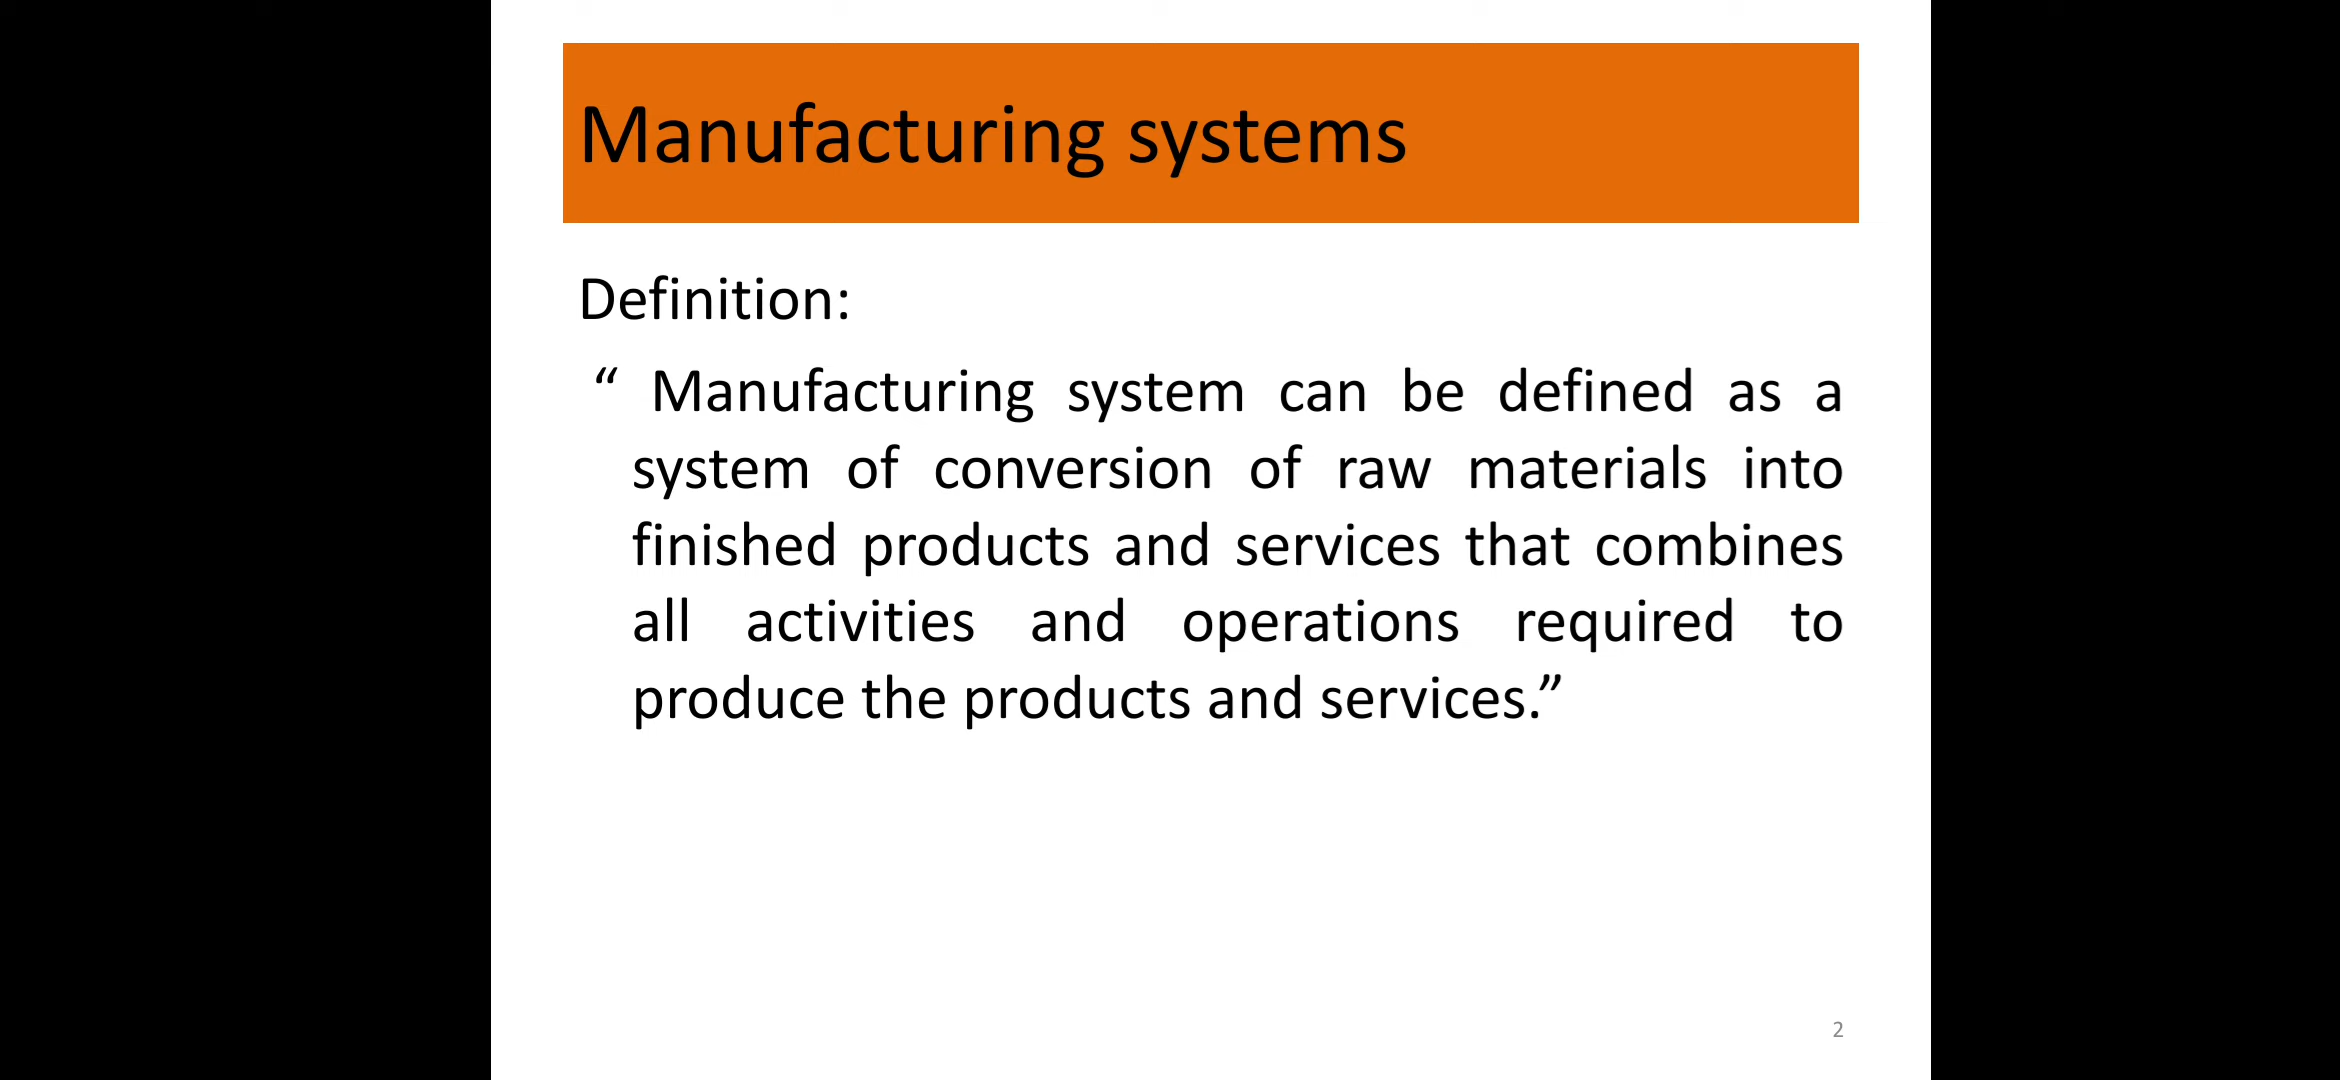 Manufacturing systems
Definition:
“ Manufacturing system can be defined as a
system of conversion of raw materials into
finished products and services that combines
all activities and operations required to
produce the products and services.”
2